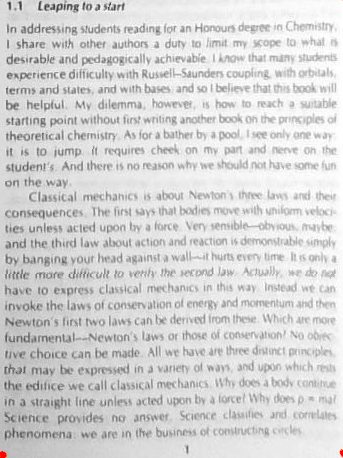 1.1 Leaping to a start
In addressing students reading for an Honours degree in Chemistry,
I share with other authors a duty to limit my scope to what is
desirable and pedagogically achievable. I know that many students
experience difficulty with Russell–Saunders coupling, with orbitals,
terms and states, and with bases, and so I believe that this book will
be helpful. My dilemma, however, is how to reach a suitable
starting point without first writing another book on the principles of
theoretical chemistry. As for a bather by a pool, I see only one way:
it is to jump. It requires cheek on my part and nerve on the
student's. And there is no reason why we should not have some fun
on the way.
Classical mechanics is about Newton's three laws and their
consequences. The first says that bodies move with uniform veloci-
ties unless acted upon by a force. Very sensible—obvious, maybe,
and the third law about action and reaction is demonstrable simply
by banging your head against a wall—it hurts every time. It is only a
little more difficult to verify the second law. Actually, we do not
have to express classical mechanics in this way. Instead we can
invoke the laws of conservation of energy and momentum and then
Newton's first two laws can be derived from these. Which are more
fundamental—Newton's laws or those of conservation? No objec-
tive choice can be made. All we have are three distinct principles,
that may be expressed in a variety of ways, and upon which rests
the edifice we call classical mechanics. Why does a body continue
in a straight line unless acted upon by a force? Why does p = ma?
Science provides no answer. Science classifies and correlates
phenomena: we are in the business of constructing circles.
1